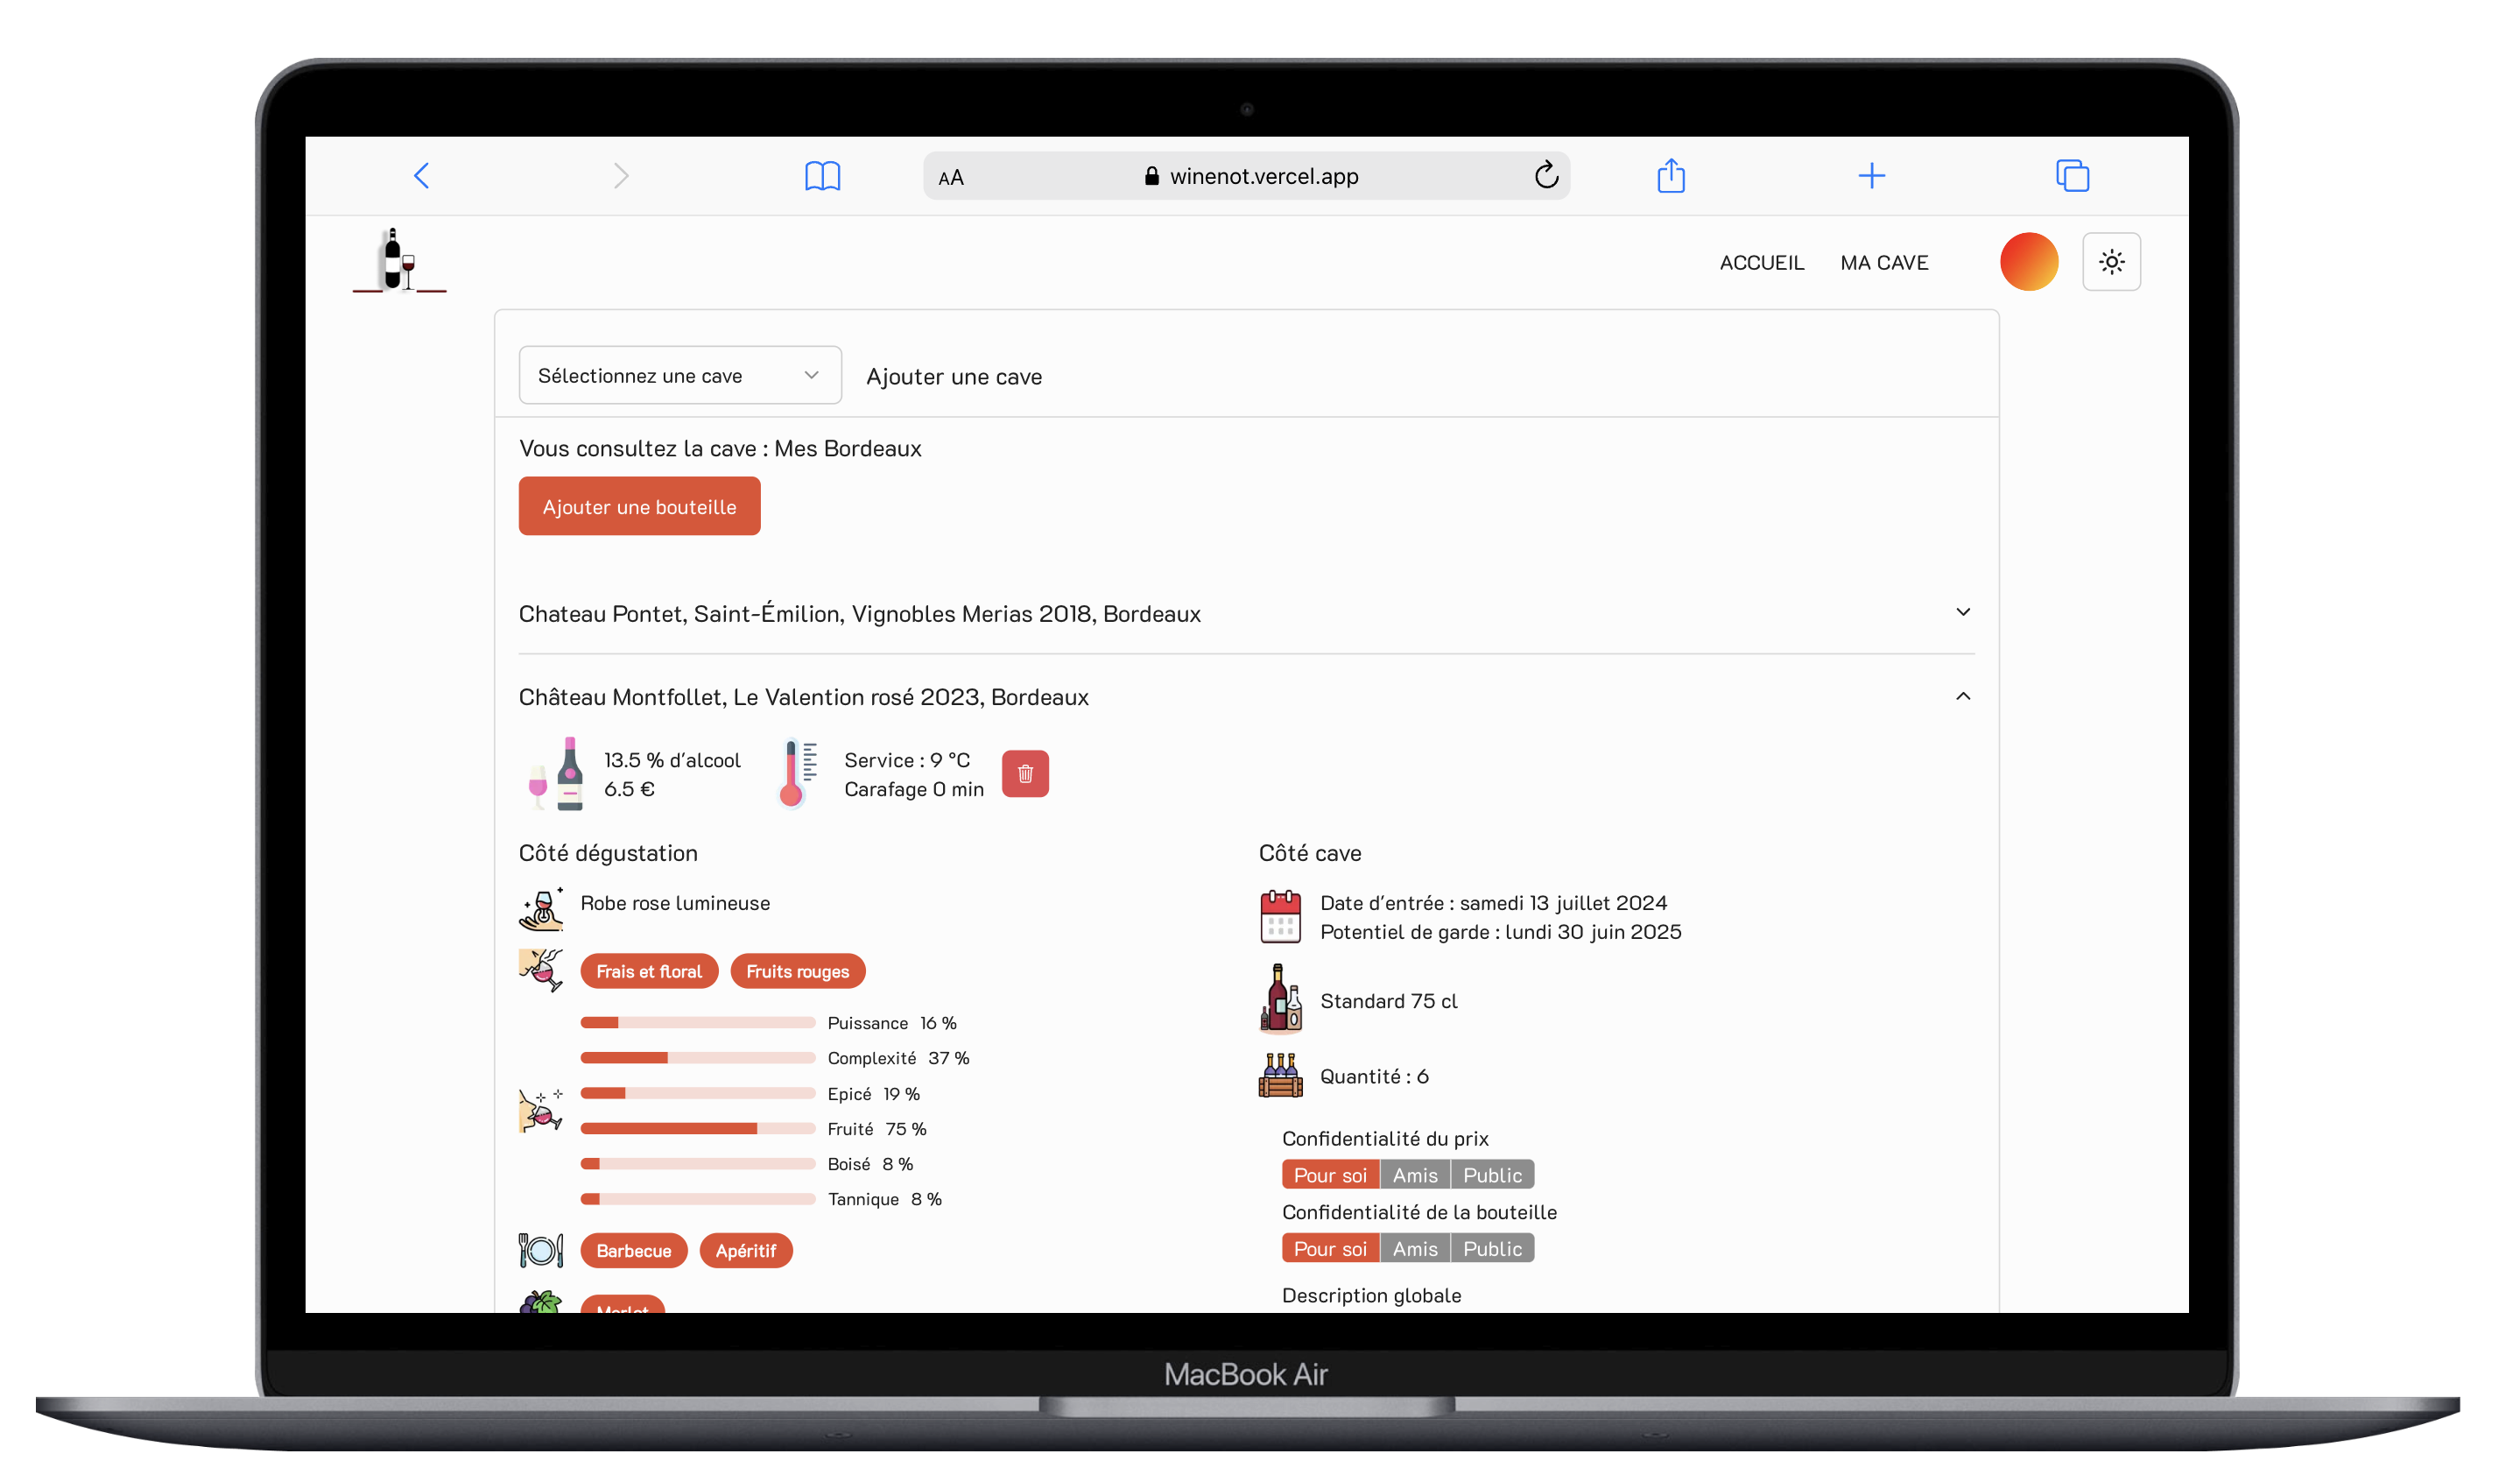 AA winenot.vercel.app
ACCUEIL MA CAVE
Sélectionnez une cave Ajouter une cave
Vous consultez la cave : Mes Bordeaux
Ajouter une bouteille
Chateau Pontet, Saint-Émilion, Vignobles Merias 2018, Bordeaux
Château Montfollet, Le Valention rosé 2023, Bordeaux
13.5 % d'alcool
6.5 €
Service : 9 °C
Carafage 0 min
Côté dégustation
Robe rose lumineuse
Frais et floral Fruits rouges
Puissance 16 %
Complexité 37 %
Epicé 19 %
Fruité 75 %
Boisé 8 %
Tannique 8 %
Barbecue Apéritif
Merlot
Côté cave
Date d'entrée : samedi 13 juillet 2024
Potentiel de garde : lundi 30 juin 2025
Standard 75 cl
Quantité : 6
Confidentialité du prix
Pour soi Amis Public
Confidentialité de la bouteille
Pour soi Amis Public
Description globale
MacBook Air